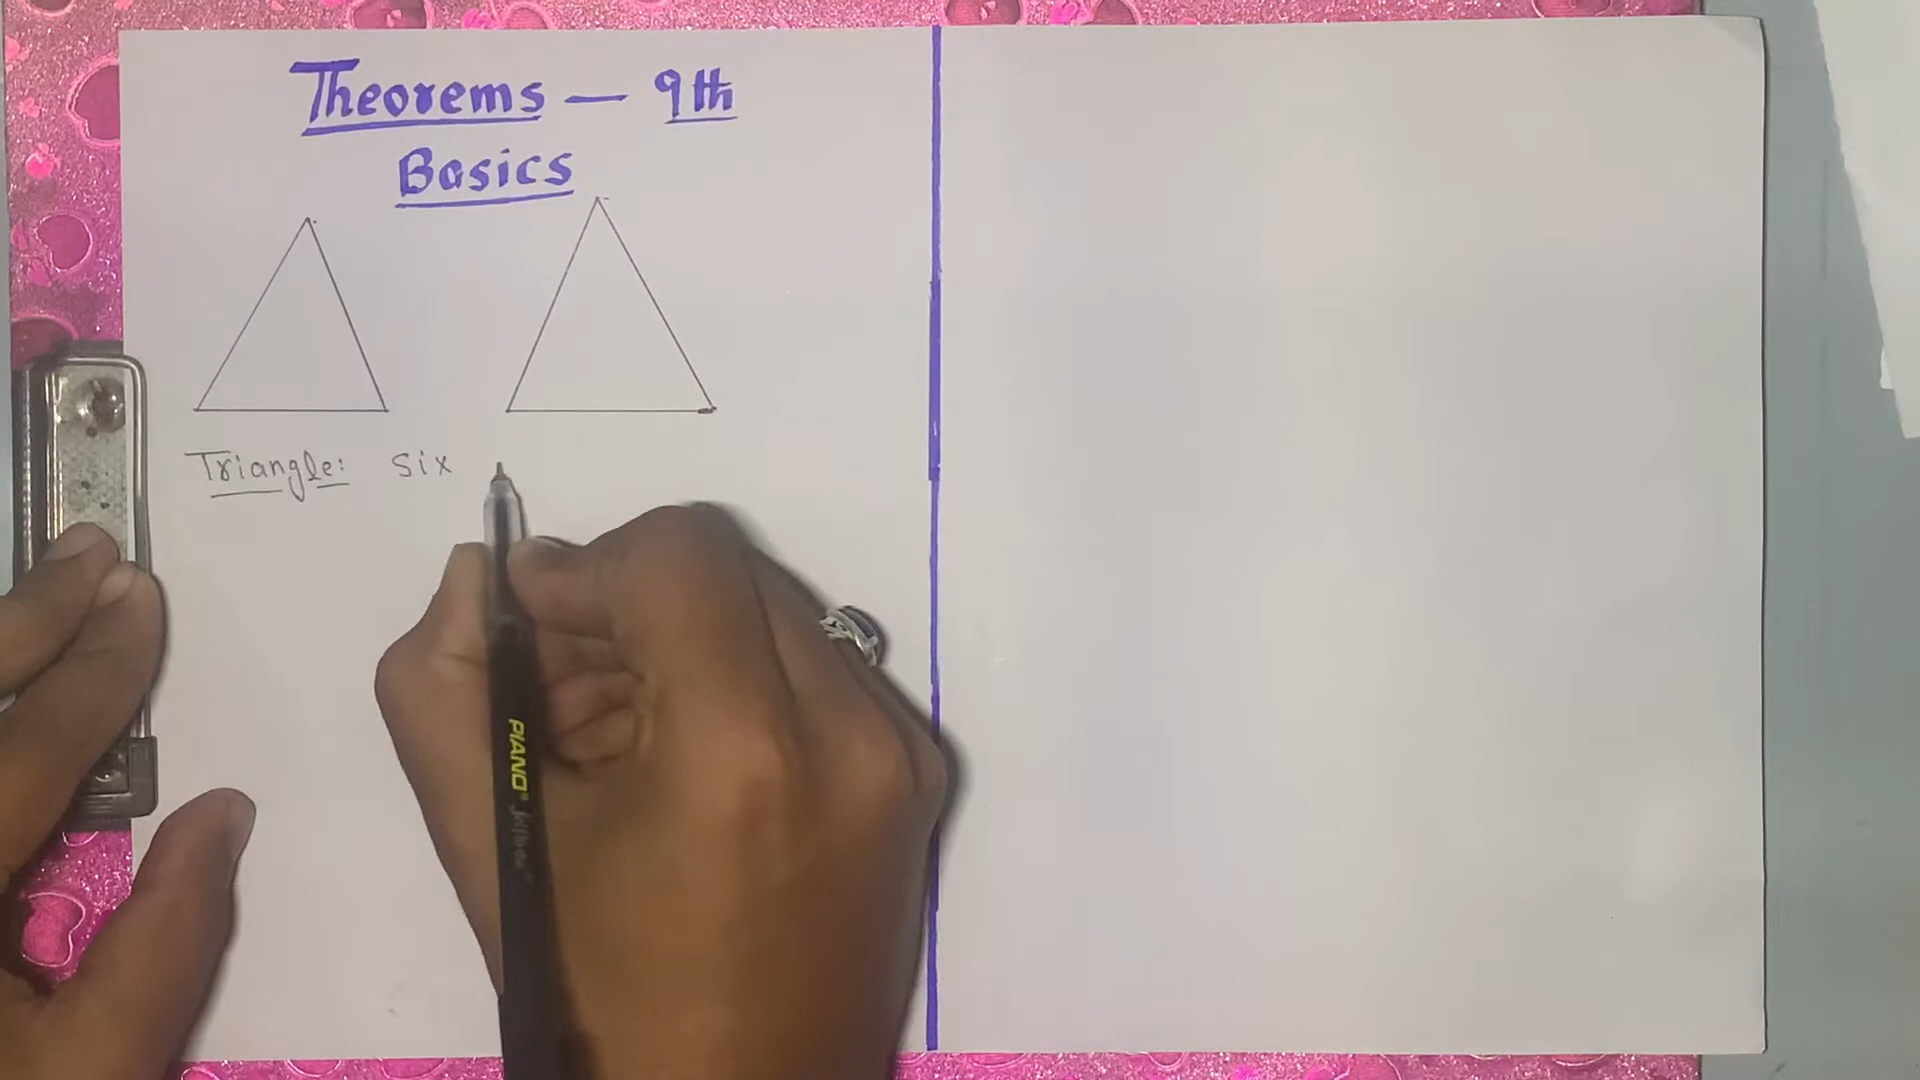 Theorems — 9th
Basics
Triangle: Six
PIANO